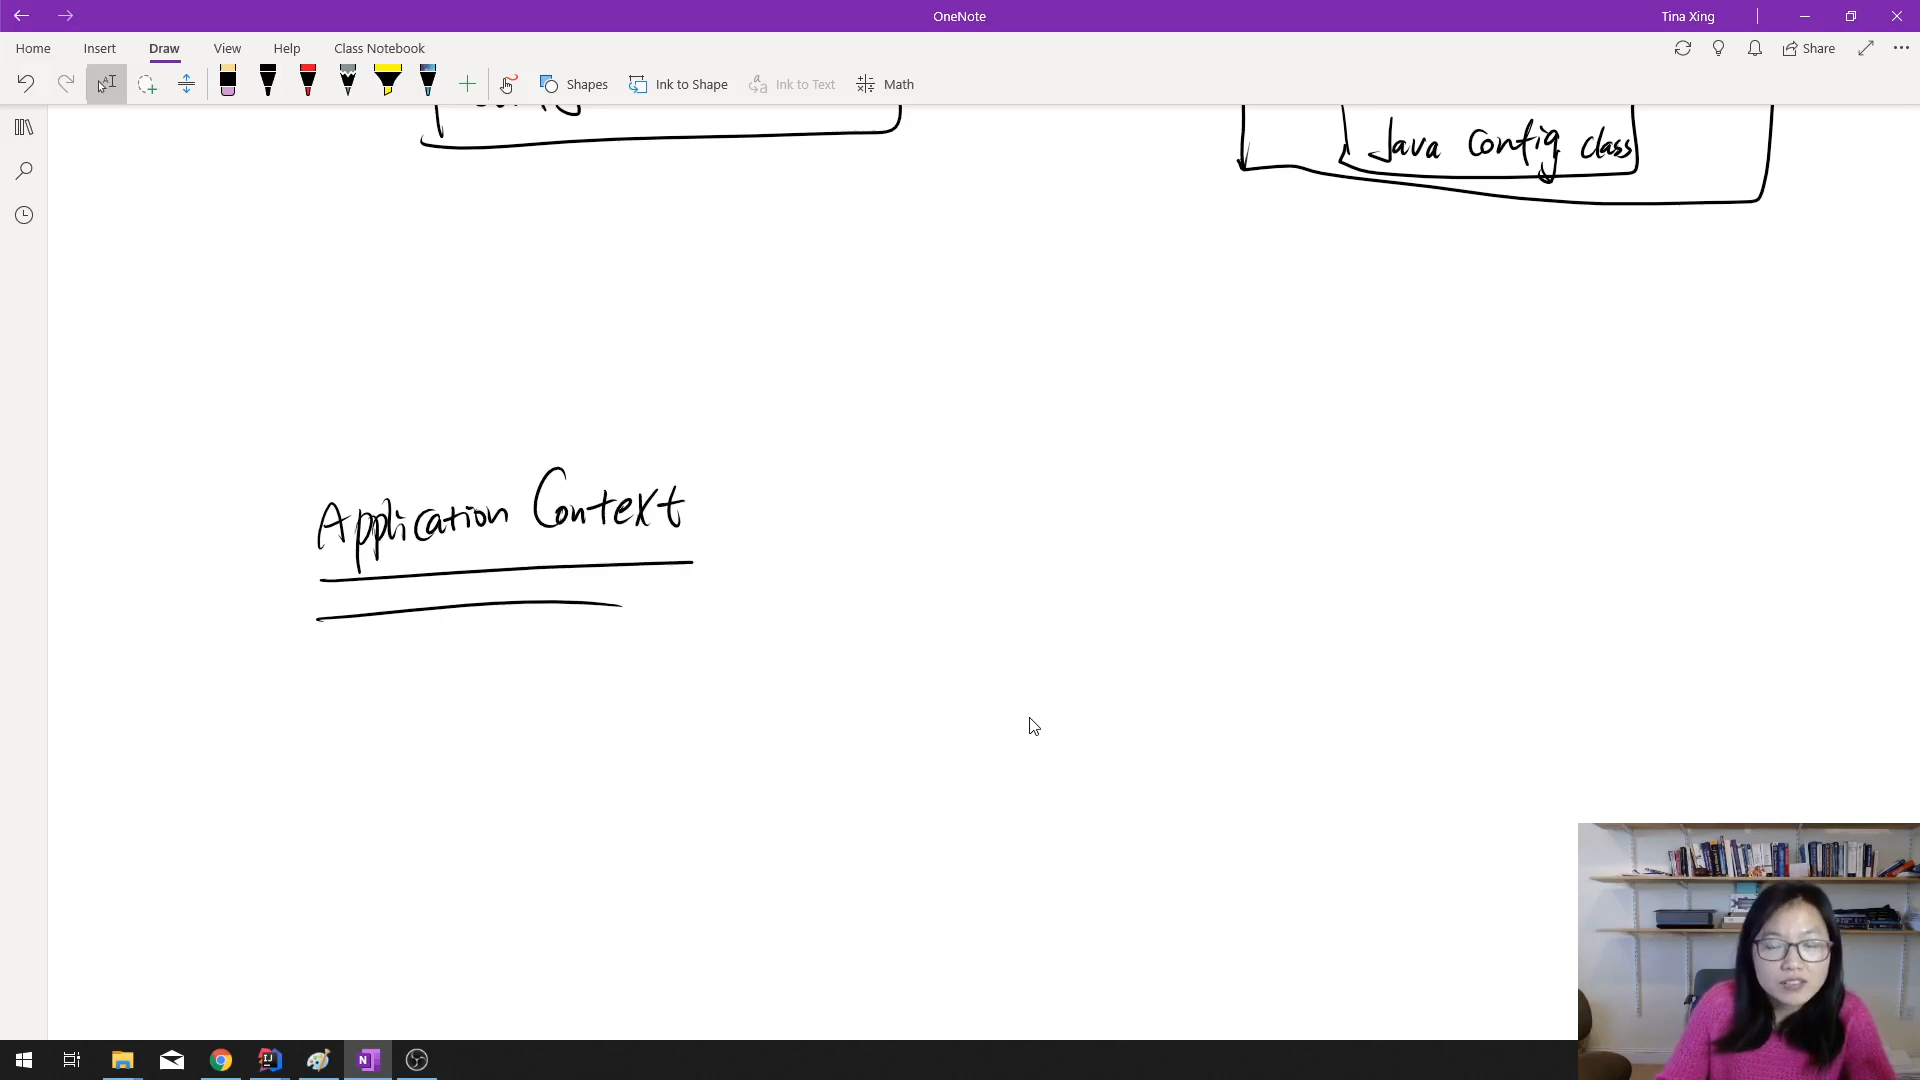 OneNote
Tina Xing
Home Insert Draw View Help Class Notebook
Share
Shapes Ink to Shape Ink to Text Math
Java Config class
Application Context